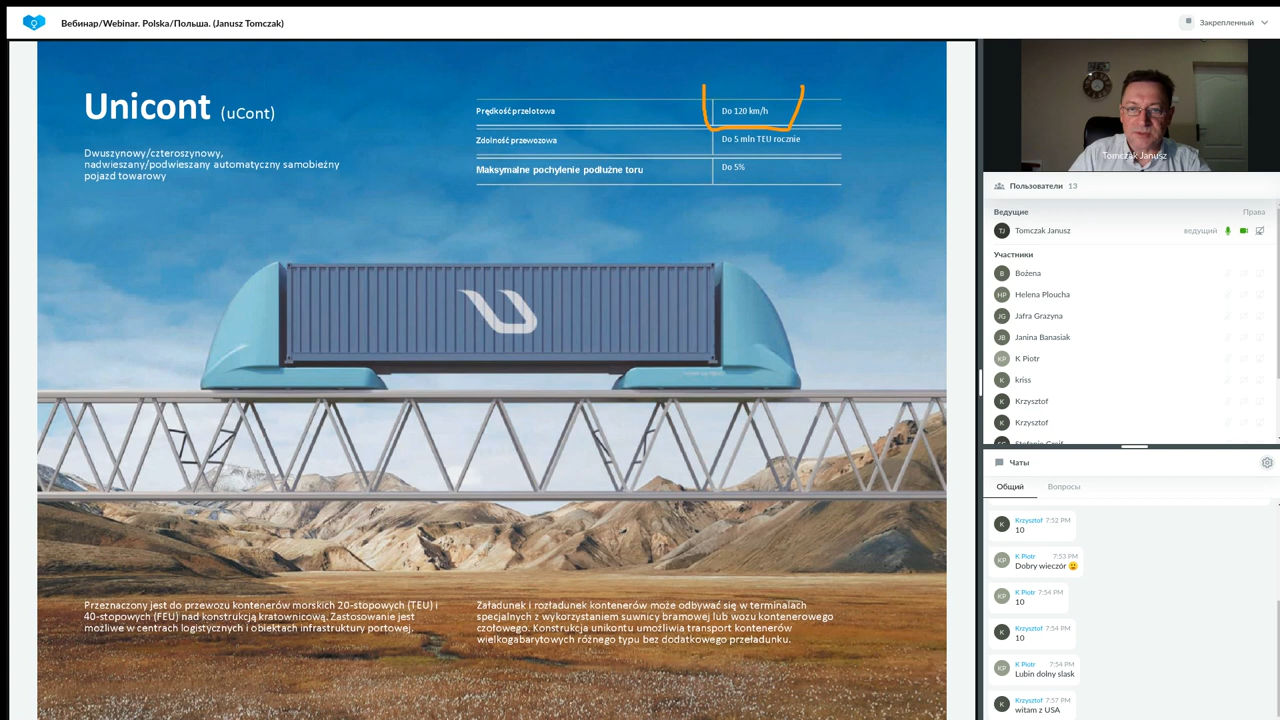 Вебинар/Webinar. Polska/Польша. (Janusz Tomczak)
Закрепленный
Unicont (uCont)
Dwuszynowy/czteroszynowy,
nadwieszany/podwieszany automatyczny samobieżny
pojazd towarowy
Prędkość przelotowa
Do 120 km/h
Zdolność przewozowa
Do 5 mln TEU rocznie
Maksymalne pochylenie podłużne toru
Do 5%
Przeznaczony jest do przewozu kontenerów morskich 20-stopowych (TEU) i
40-stopowych (FEU) nad konstrukcją kratownicową. Zastosowanie jest
możliwe w centrach logistycznych i obiektach infrastruktury portowej.
Załadunek i rozładunek kontenerów może odbywać się w terminalach
specjalnych z wykorzystaniem suwnicy bramowej lub wozu kontenerowego
czołowego. Konstrukcja unikontu umożliwia transport kontenerów
wielkogabarytowych różnego typu bez dodatkowego przeładunku.
Tomczak Janusz
Пользователи 13
Ведущие Права
TJ Tomczak Janusz ведущий
Участники
B Bożena
HP Helena Ploucha
JG Jafra Grazyna
JB Janina Banasiak
KP K Piotr
K kriss
K Krzysztof
K Krzysztof
Чаты
Общий Вопросы
K Krzysztof 7:52 PM
10
KP K Piotr 7:53 PM
Dobry wieczór 🙂
KP K Piotr 7:54 PM
10
K Krzysztof 7:54 PM
10
KP K Piotr 7:54 PM
Lubin dolny slask
K Krzysztof 7:57 PM
witam z USA